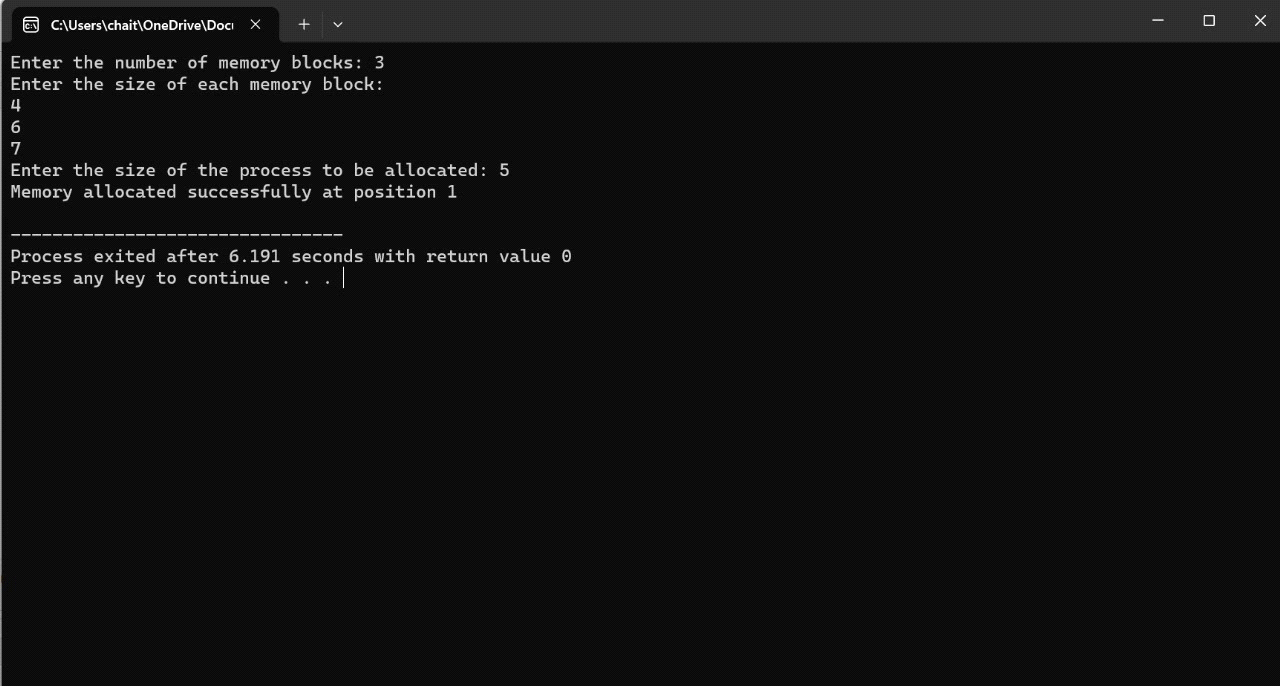 C:\Users\chait\OneDrive\Docu
Enter the number of memory blocks: 3
Enter the size of each memory block:
4
6
7
Enter the size of the process to be allocated: 5
Memory allocated successfully at position 1
--------------------------------
Process exited after 6.191 seconds with return value 0
Press any key to continue . . .